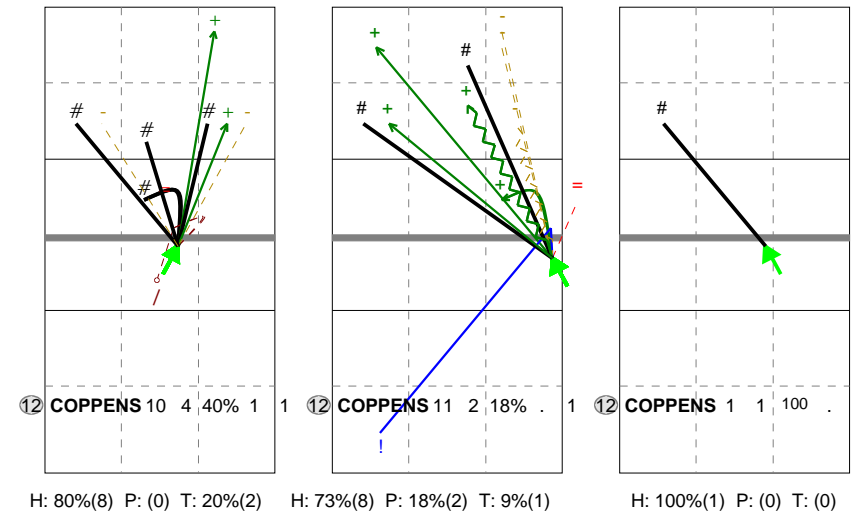 + - - + #
# - # + - + # #
# + +
# +
=
!
12 COPPENS 10 4 40% 1 1 12 COPPENS 11 2 18% . 1 12 COPPENS 1 1 100 .
H: 80%(8) P: (0) T: 20%(2) H: 73%(8) P: 18%(2) T: 9%(1) H: 100%(1) P: (0) T: (0)